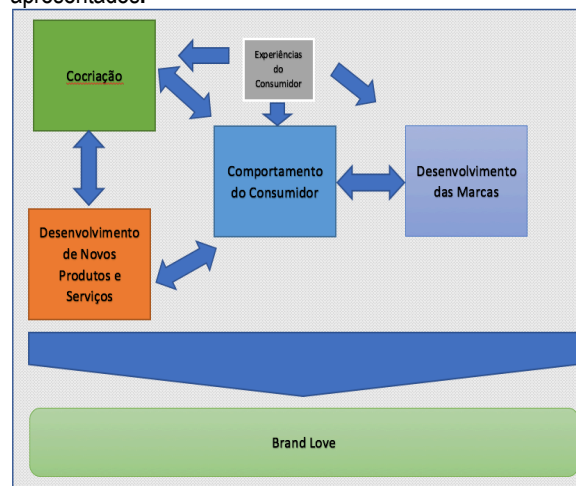 apresentados.
Experiências
do
Consumidor
Cocriação
Comportamento
do Consumidor
Desenvolvimento
das Marcas
Desenvolvimento
de Novos
Produtos e
Serviços
Brand Love